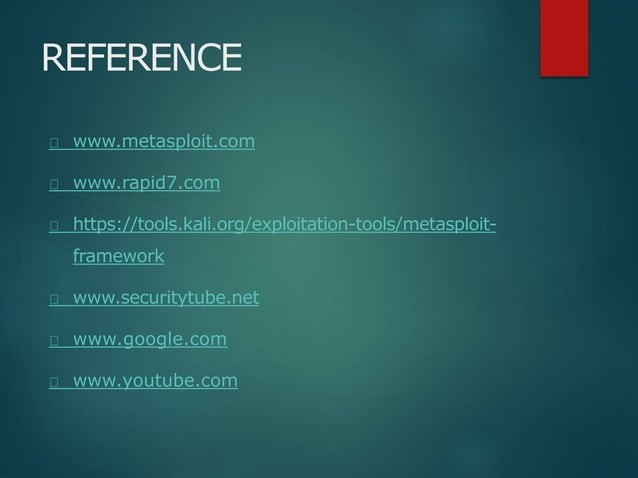 REFERENCE
www.metasploit.com
www.rapid7.com
https://tools.kali.org/exploitation-tools/metasploit-
framework
www.securitytube.net
www.google.com
www.youtube.com